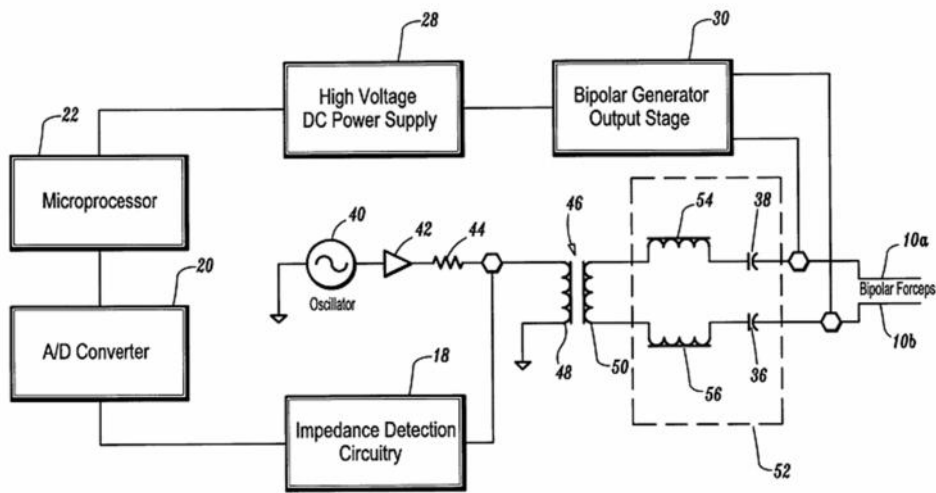 28
30
High Voltage
DC Power Supply
Bipolar Generator
Output Stage
22
Microprocessor
40
42
44
46
54
38
10a
Bipolar Forceps
10b
Oscillator
20
A/D Converter
18
48
50
56
36
Impedance Detection
Circuitry
52